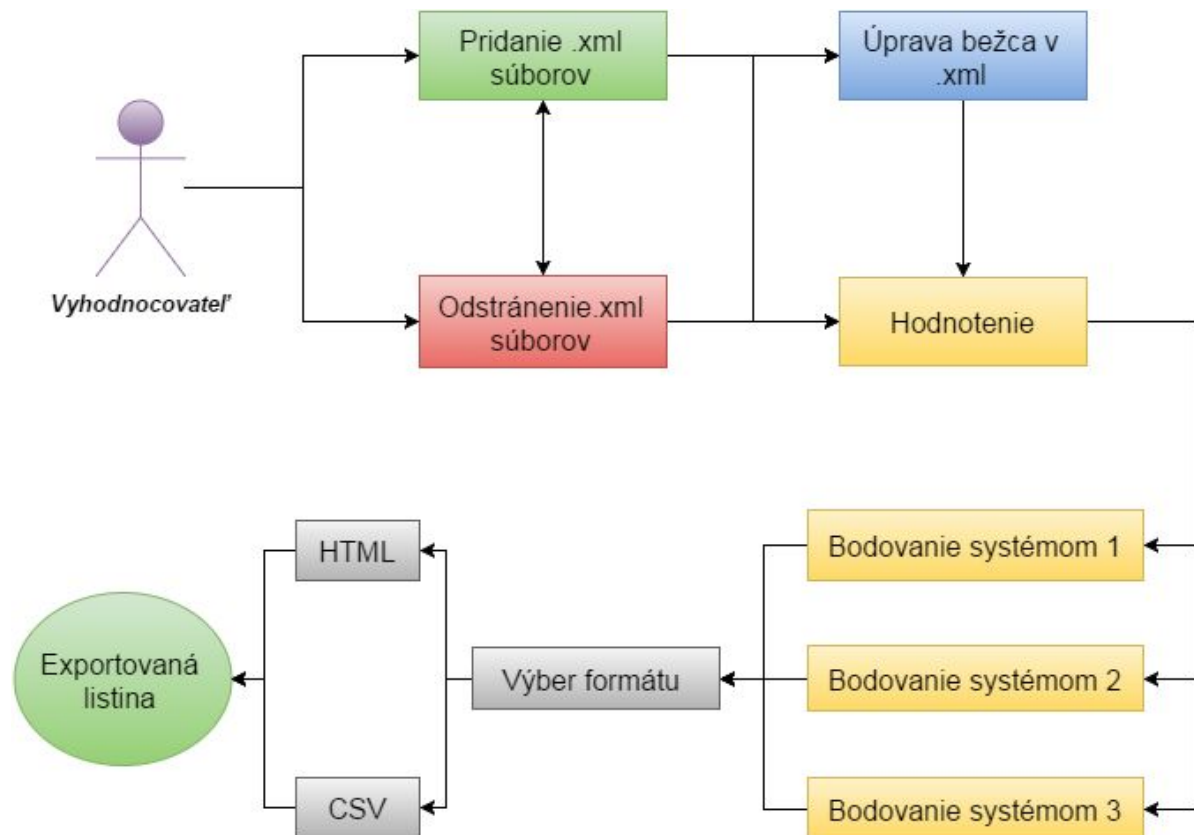 Pridanie .xml
súborov
Úprava bežca v
.xml
Vyhodnocovateľ
Odstránenie.xml
súborov
Hodnotenie
HTML
Bodovanie systémom 1
Exportovaná
listina
Výber formátu
Bodovanie systémom 2
CSV
Bodovanie systémom 3